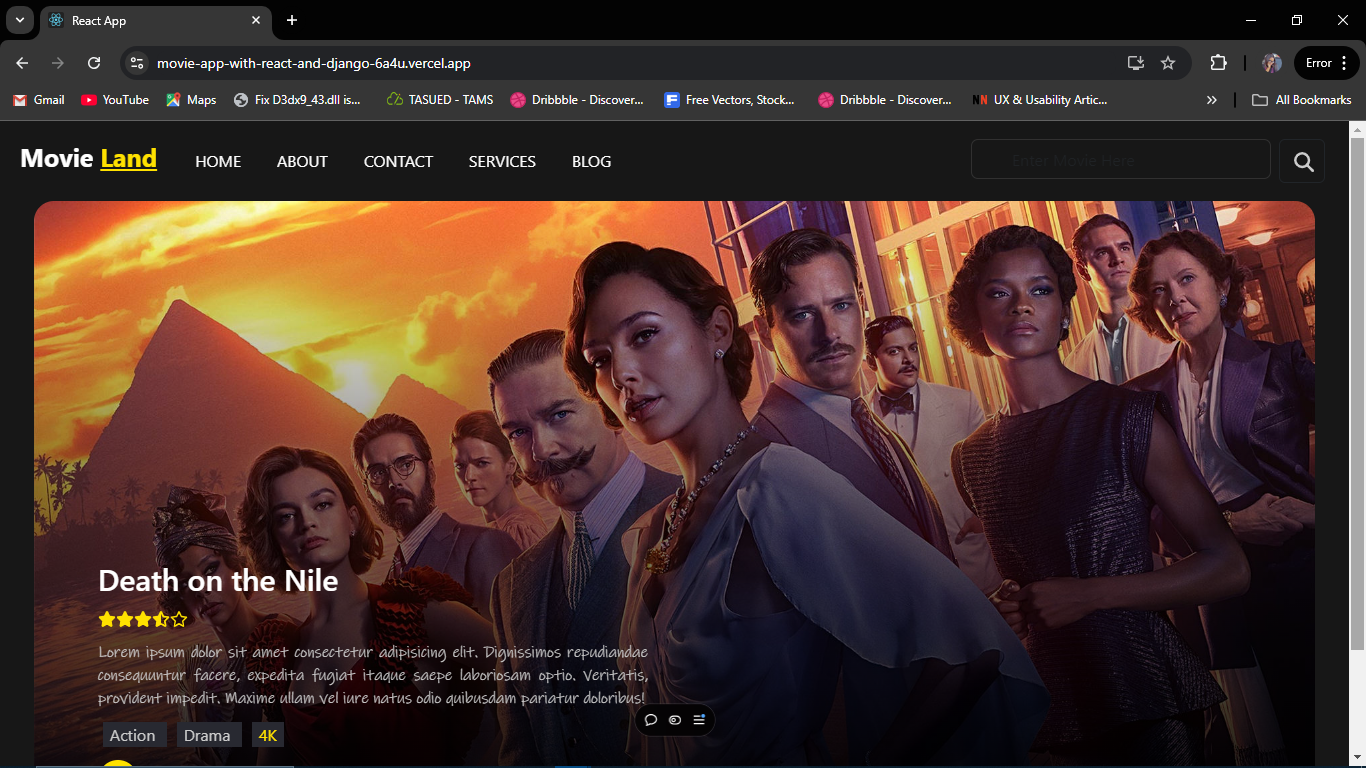 React App
movie-app-with-react-and-django-6a4u.vercel.app
Error
Gmail
YouTube
Maps
Fix D3dx9_43.dll is...
TASUED - TAMS
Dribbble - Discover...
Free Vectors, Stock...
Dribbble - Discover...
UX & Usability Artic...
All Bookmarks
Movie Land
HOME
ABOUT
CONTACT
SERVICES
BLOG
Enter Movie Here
Death on the Nile
Lorem ipsum dolor sit amet consectetur adipisicing elit. Dignissimos repudiandae
consequuntur facere, expedita fugiat itaque saepe laboriosam optio. Veritatis,
provident impedit. Maxime ullam vel iure natus odio quibusdam pariatur doloribus!
Action
Drama
4K